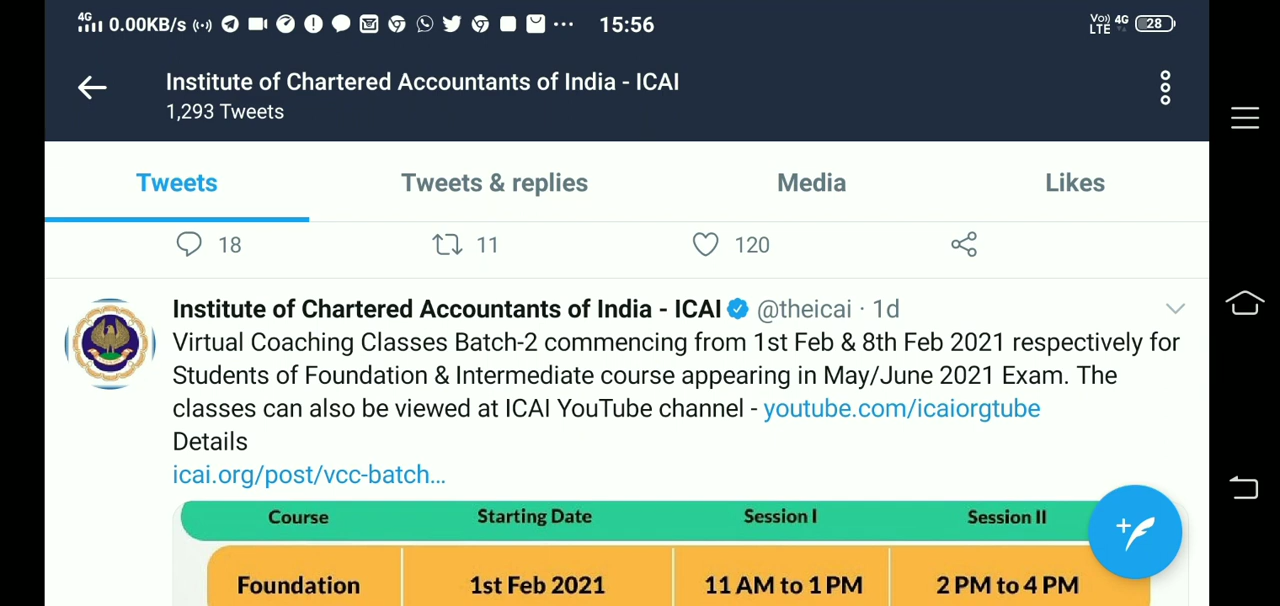 4G 0.00KB/s 15:56 Vo)) LTE 4G 28
Institute of Chartered Accountants of India - ICAI
1,293 Tweets
Tweets Tweets & replies Media Likes
18 11 120
Institute of Chartered Accountants of India - ICAI @theicai · 1d
Virtual Coaching Classes Batch-2 commencing from 1st Feb & 8th Feb 2021 respectively for
Students of Foundation & Intermediate course appearing in May/June 2021 Exam. The
classes can also be viewed at ICAI YouTube channel - youtube.com/icaiorgtube
Details
icai.org/post/vcc-batch...
Course Starting Date Session I Session II
Foundation 1st Feb 2021 11 AM to 1 PM 2 PM to 4 PM